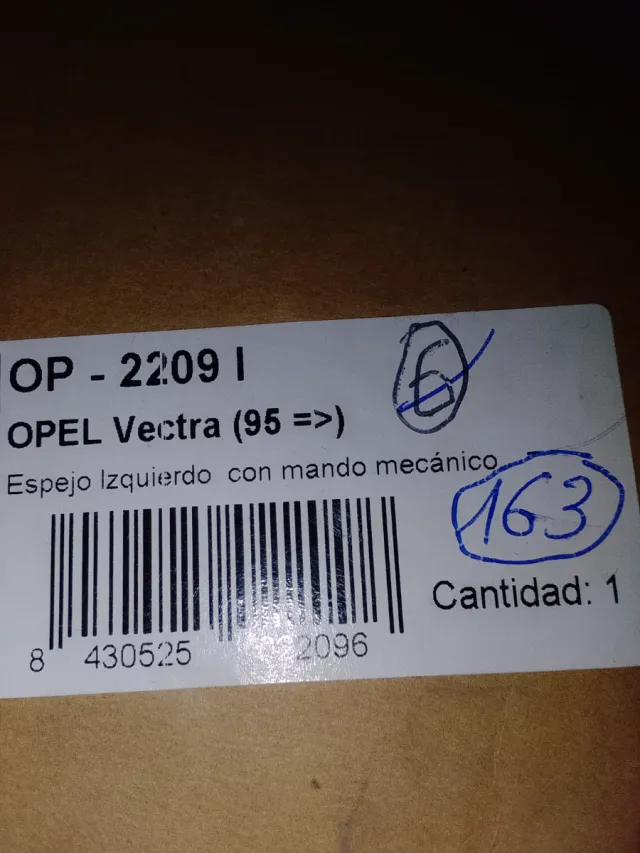 OP - 2209 I
6
OPEL Vectra (95 =>)
Espejo Izquierdo con mando mecánico
163
Cantidad: 1
8 430525 2096